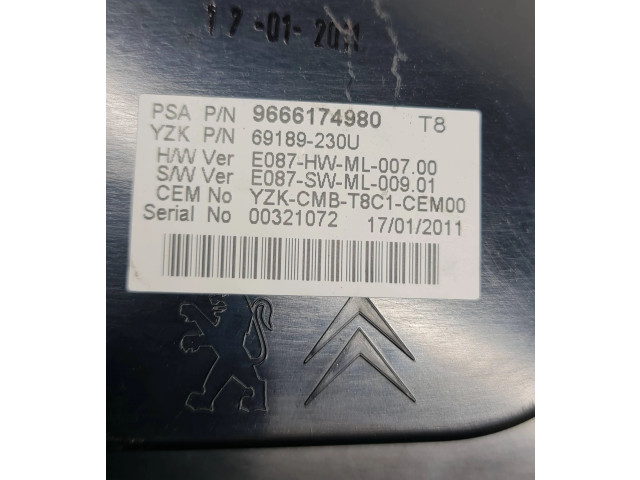 17-01-2011
PSA P/N 9666174980 T8
YZK P/N 69189-230U
H/W Ver E087-HW-ML-007.00
S/W Ver E087-SW-ML-009.01
CEM No YZK-CMB-T8C1-CEM00
Serial No 00321072 17/01/2011